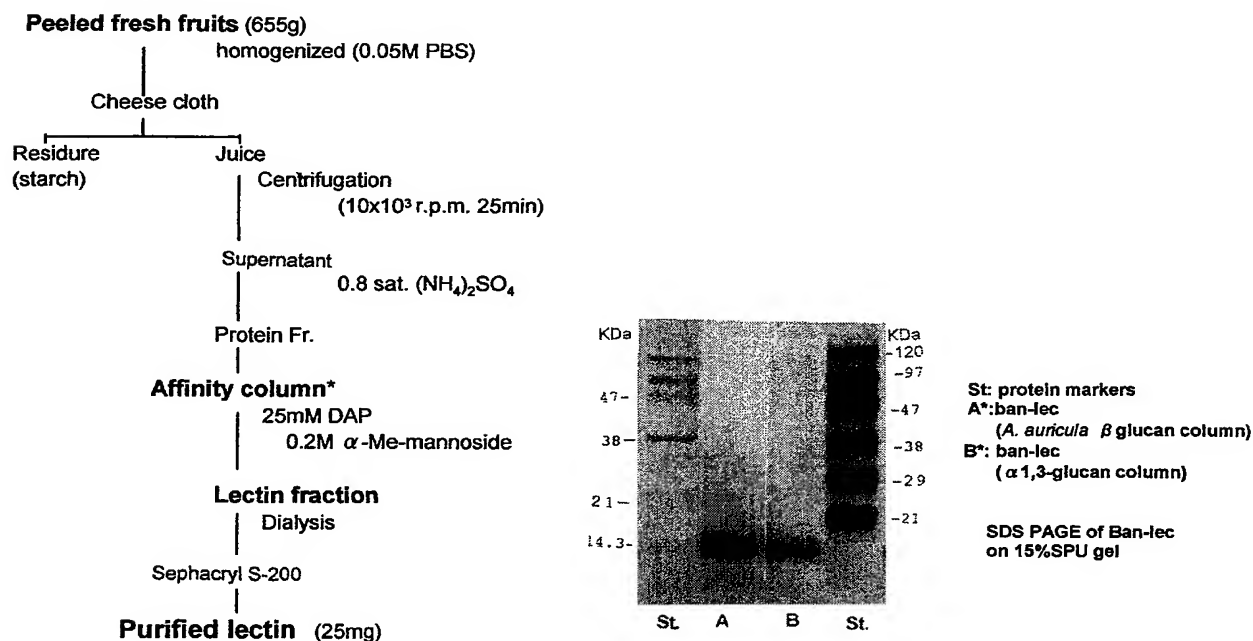 Peeled fresh fruits (655g)
homogenized (0.05M PBS)
Cheese cloth
Residure
(starch)
Juice
Centrifugation
(10x10³ r.p.m. 25min)
Supernatant
0.8 sat. (NH₄)₂SO₄
Protein Fr.
Affinity column*
25mM DAP
0.2M α-Me-mannoside
Lectin fraction
Dialysis
Sephacryl S-200
Purified lectin (25mg)
KDa
47-
38-
21-
14.3-
KDa
-120
-97
-47
-38
-29
-21
St. A B St.
St: protein markers
A*:ban-lec
(A. auricula β glucan column)
B*: ban-lec
(α1,3-glucan column)
SDS PAGE of Ban-lec
on 15%SPU gel